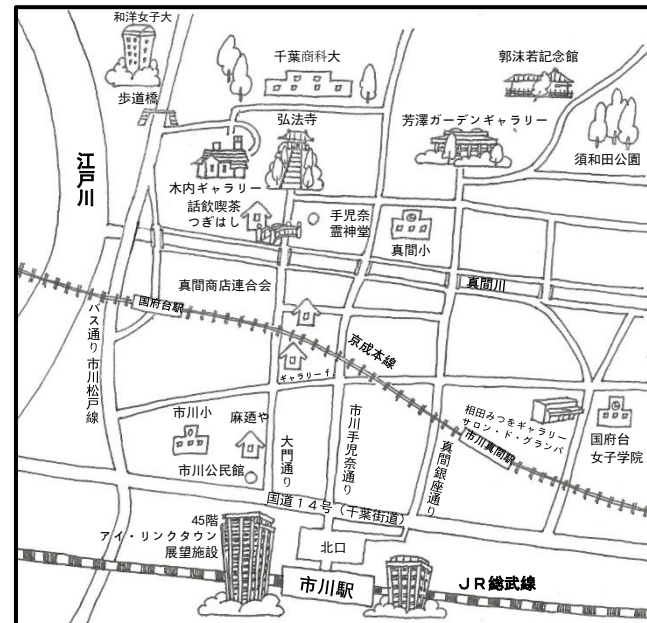 和洋女子大
歩道橋
千葉商科大
郭沫若記念館
弘法寺
芳澤ガーデンギャラリー
須和田公園
江戸川
木内ギャラリー
話飲喫茶
つぎはし
手児奈
霊神堂
真間小
真間商店連合会
真間川
国府台駅
バス通り市川松戸線
京成本線
ギャラリーf.
相田みつをギャラリー
サロン・ド・グランパ
国府台
女子学院
市川真間駅
市川小
麻廼や
市川公民館
大門通り
市川手児奈通り
真間銀座通り
国道14号(千葉街道)
45階
アイ・リンクタウン
展望施設
北口
市川駅
JR総武線